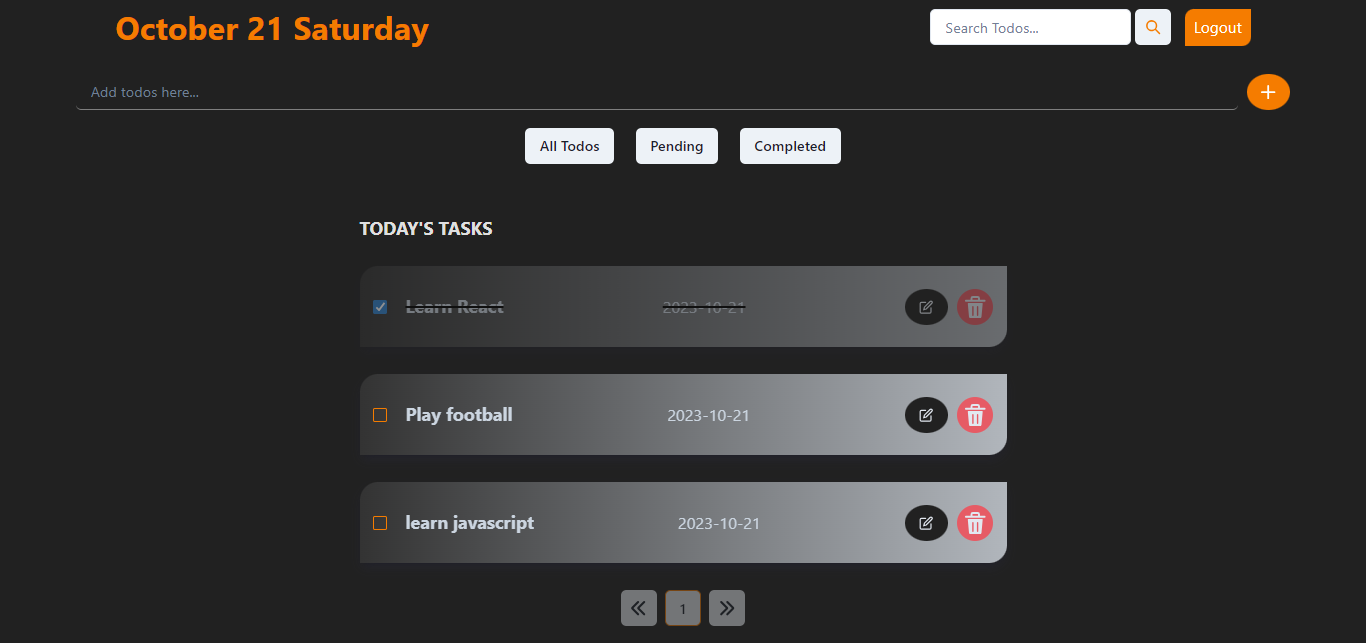 October 21 Saturday
Search Todos...
Logout
Add todos here...
All Todos
Pending
Completed
TODAY'S TASKS
Learn React 2023-10-21
Play football 2023-10-21
learn javascript 2023-10-21
1